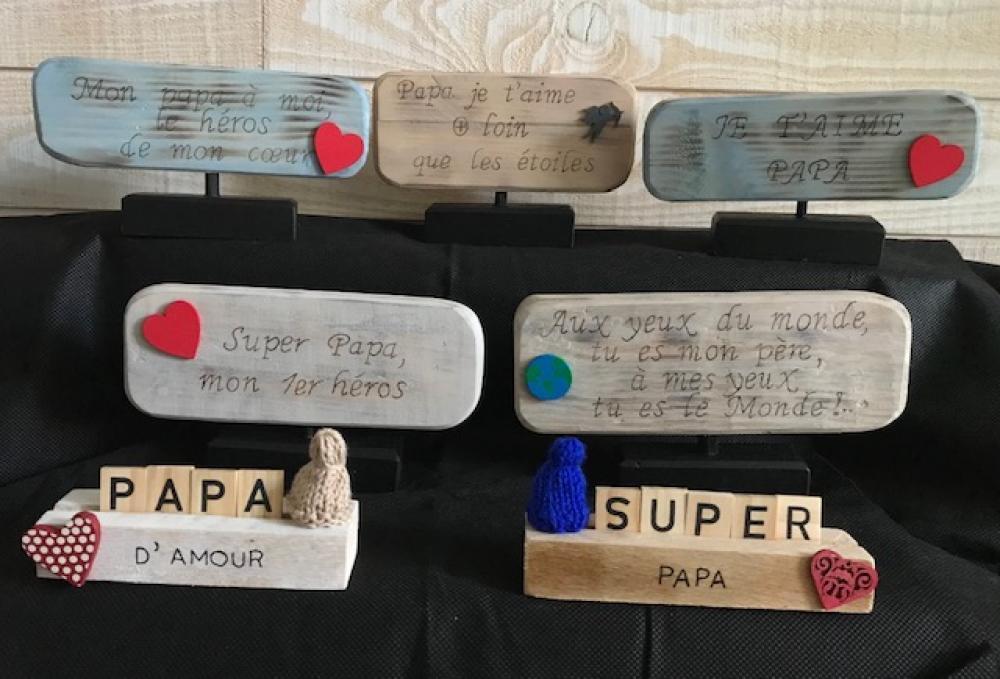 Mon papa à moi,
le héros
de mon cœur
Papa je t'aime
⊕ loin
que les étoiles
JE T'AIME
PAPA
Super Papa,
mon 1er héros
Aux yeux du monde,
tu es mon père,
à mes yeux
tu es le Monde !..
PAPA
D'AMOUR
SUPER
PAPA